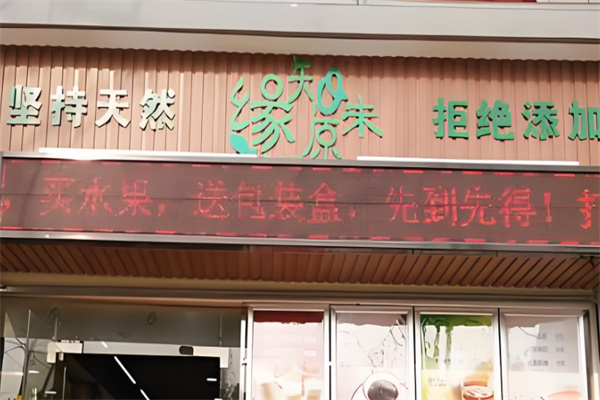 坚持天然
缘知原味
拒绝添加
，买水果，送包装盒，先到先得！